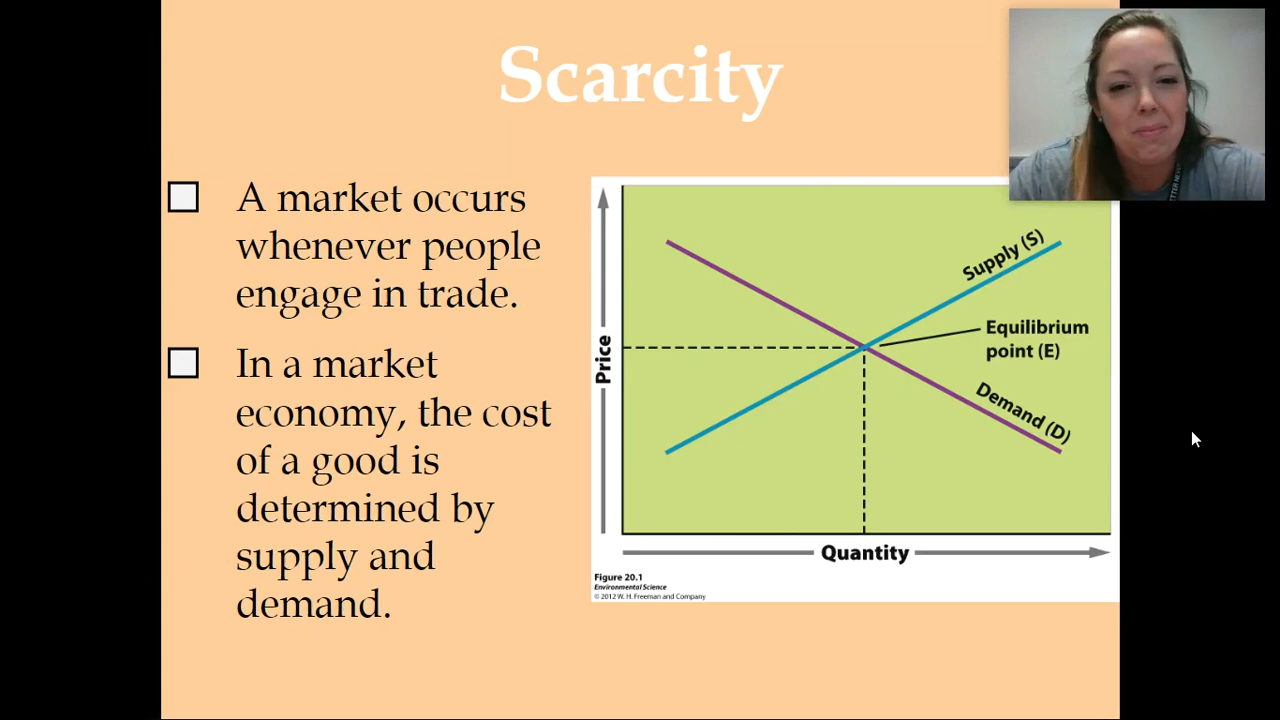 Scarcity
A market occurs
whenever people
engage in trade.
In a market
economy, the cost
of a good is
determined by
supply and
demand.
Supply (S)
Equilibrium
point (E)
Demand (D)
Price
Quantity
Figure 20.1
Environmental Science
© 2012 W. H. Freeman and Company